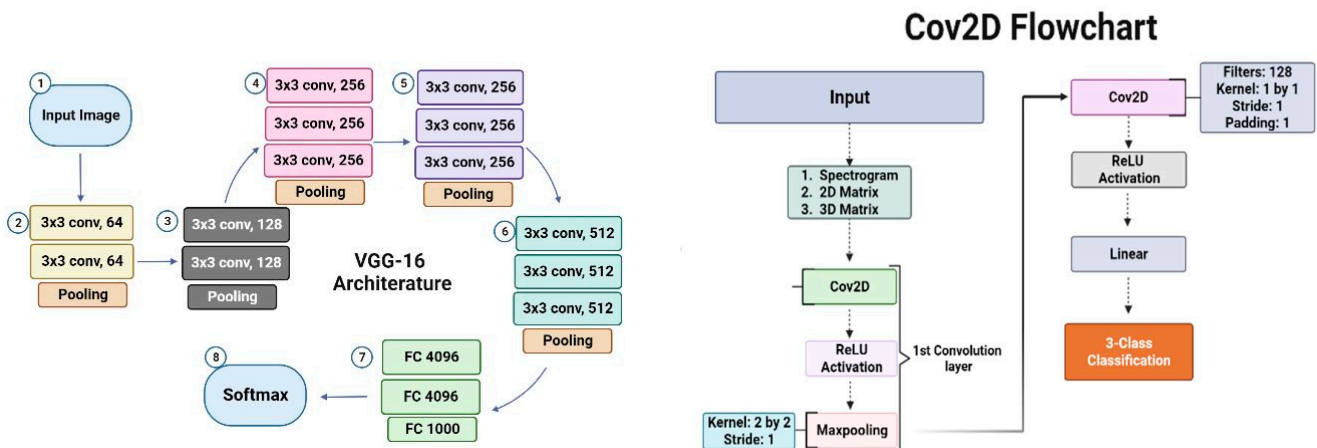 1
Input Image
2
3x3 conv, 64
3x3 conv, 64
Pooling
3
3x3 conv, 128
3x3 conv, 128
Pooling
4
3x3 conv, 256
3x3 conv, 256
3x3 conv, 256
Pooling
5
3x3 conv, 256
3x3 conv, 256
3x3 conv, 256
Pooling
6
3x3 conv, 512
3x3 conv, 512
3x3 conv, 512
Pooling
7
FC 4096
FC 4096
FC 1000
8
Softmax
VGG-16
Architerature
Cov2D Flowchart
Input
1. Spectrogram
2. 2D Matrix
3. 3D Matrix
Cov2D
ReLU
Activation
Maxpooling
Kernel: 2 by 2
Stride: 1
1st Convolution
layer
Cov2D
Filters: 128
Kernel: 1 by 1
Stride: 1
Padding: 1
ReLU
Activation
Linear
3-Class
Classification